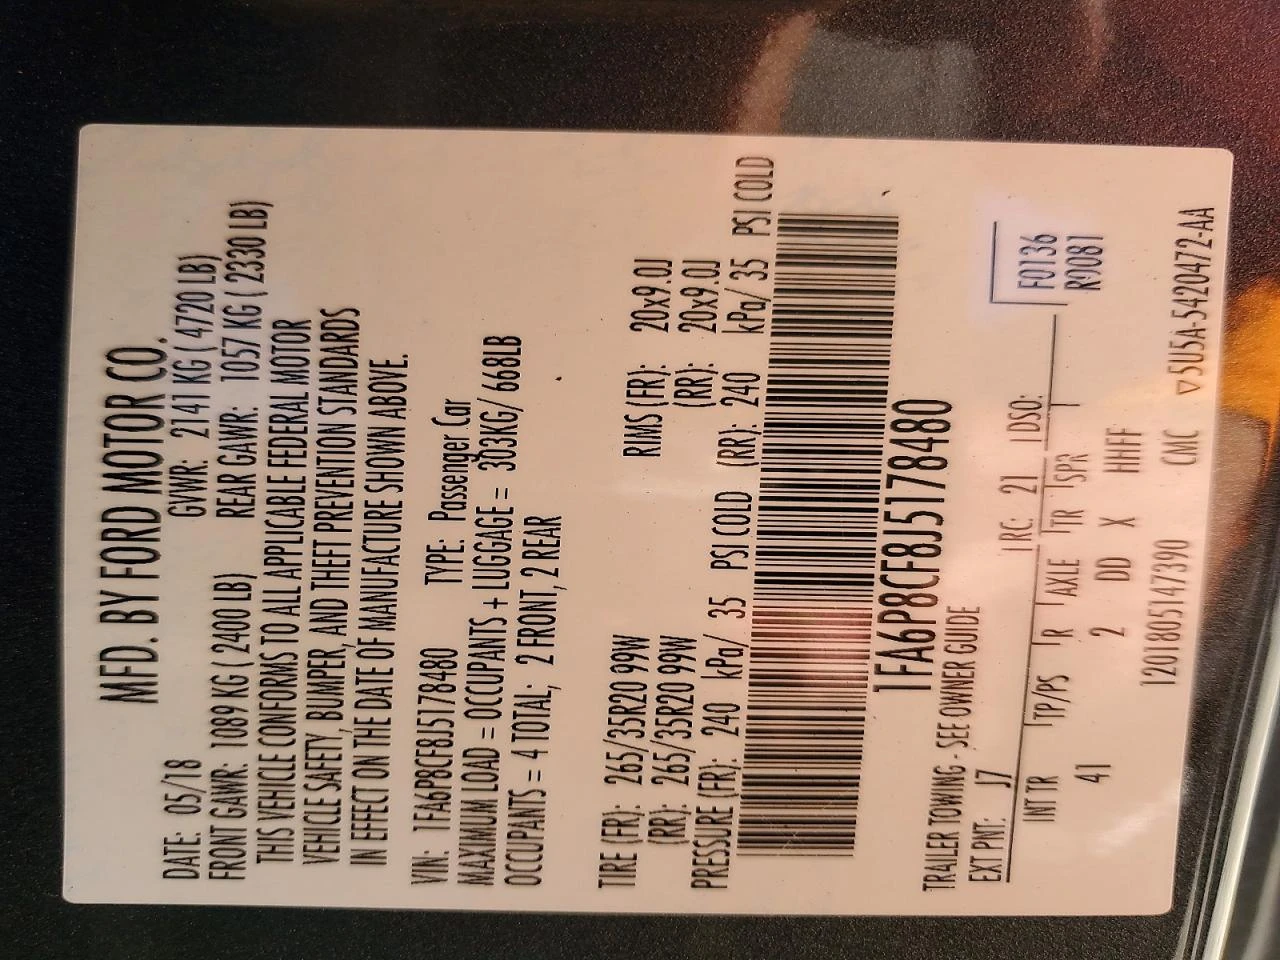 MFD. BY FORD MOTOR CO.
DATE: 05/18 GVWR: 2141 KG ( 4720 LB)
FRONT GAWR: 1089 KG ( 2400 LB) REAR GAWR: 1057 KG ( 2330 LB)
THIS VEHICLE CONFORMS TO ALL APPLICABLE FEDERAL MOTOR
VEHICLE SAFETY, BUMPER, AND THEFT PREVENTION STANDARDS
IN EFFECT ON THE DATE OF MANUFACTURE SHOWN ABOVE.
VIN: 1FA6P8CF8J5178480 TYPE: Passenger Car
MAXIMUM LOAD = OCCUPANTS + LUGGAGE = 303KG/ 668LB
OCCUPANTS = 4 TOTAL; 2 FRONT, 2 REAR
TIRE (FR): 265/35R20 99W RIMS (FR): 20x9.0J
(RR): 265/35R20 99W (RR): 20x9.0J
PRESSURE (FR): 240 kPa/ 35 PSI COLD (RR): 240 kPa/ 35 PSI COLD
1FA6P8CF8J5178480
TRAILER TOWING - SEE OWNER GUIDE
EXT PNT: J7 RC: 21 DSO: F0136
INT TR TP/PS R AXLE TR SPR R9081
41 2 DD X HHFF
120180514739​0 CMC ▽5U5A-5420472-AA